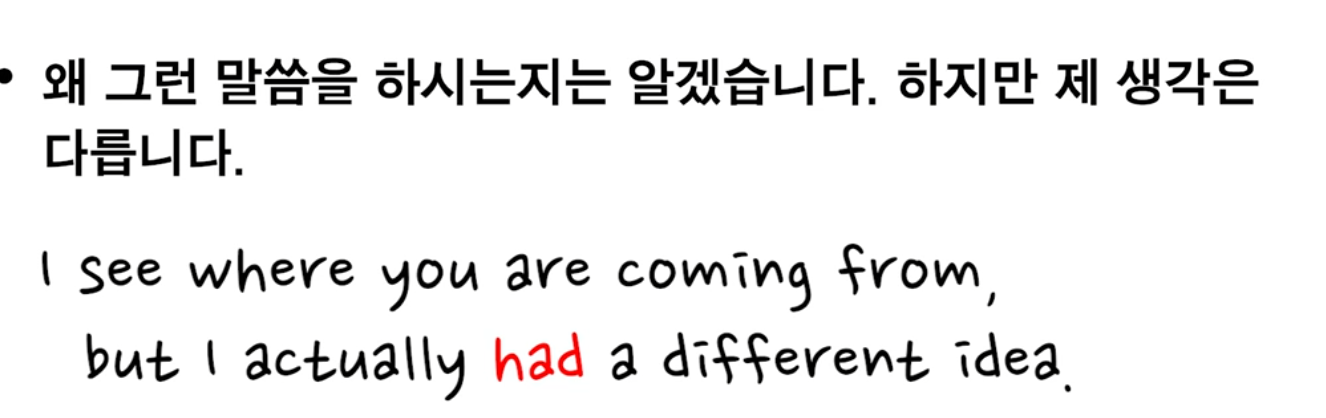 • 왜 그런 말씀을 하시는지는 알겠습니다. 하지만 제 생각은
다릅니다.
I see where you are coming from,
but I actually had a different idea.